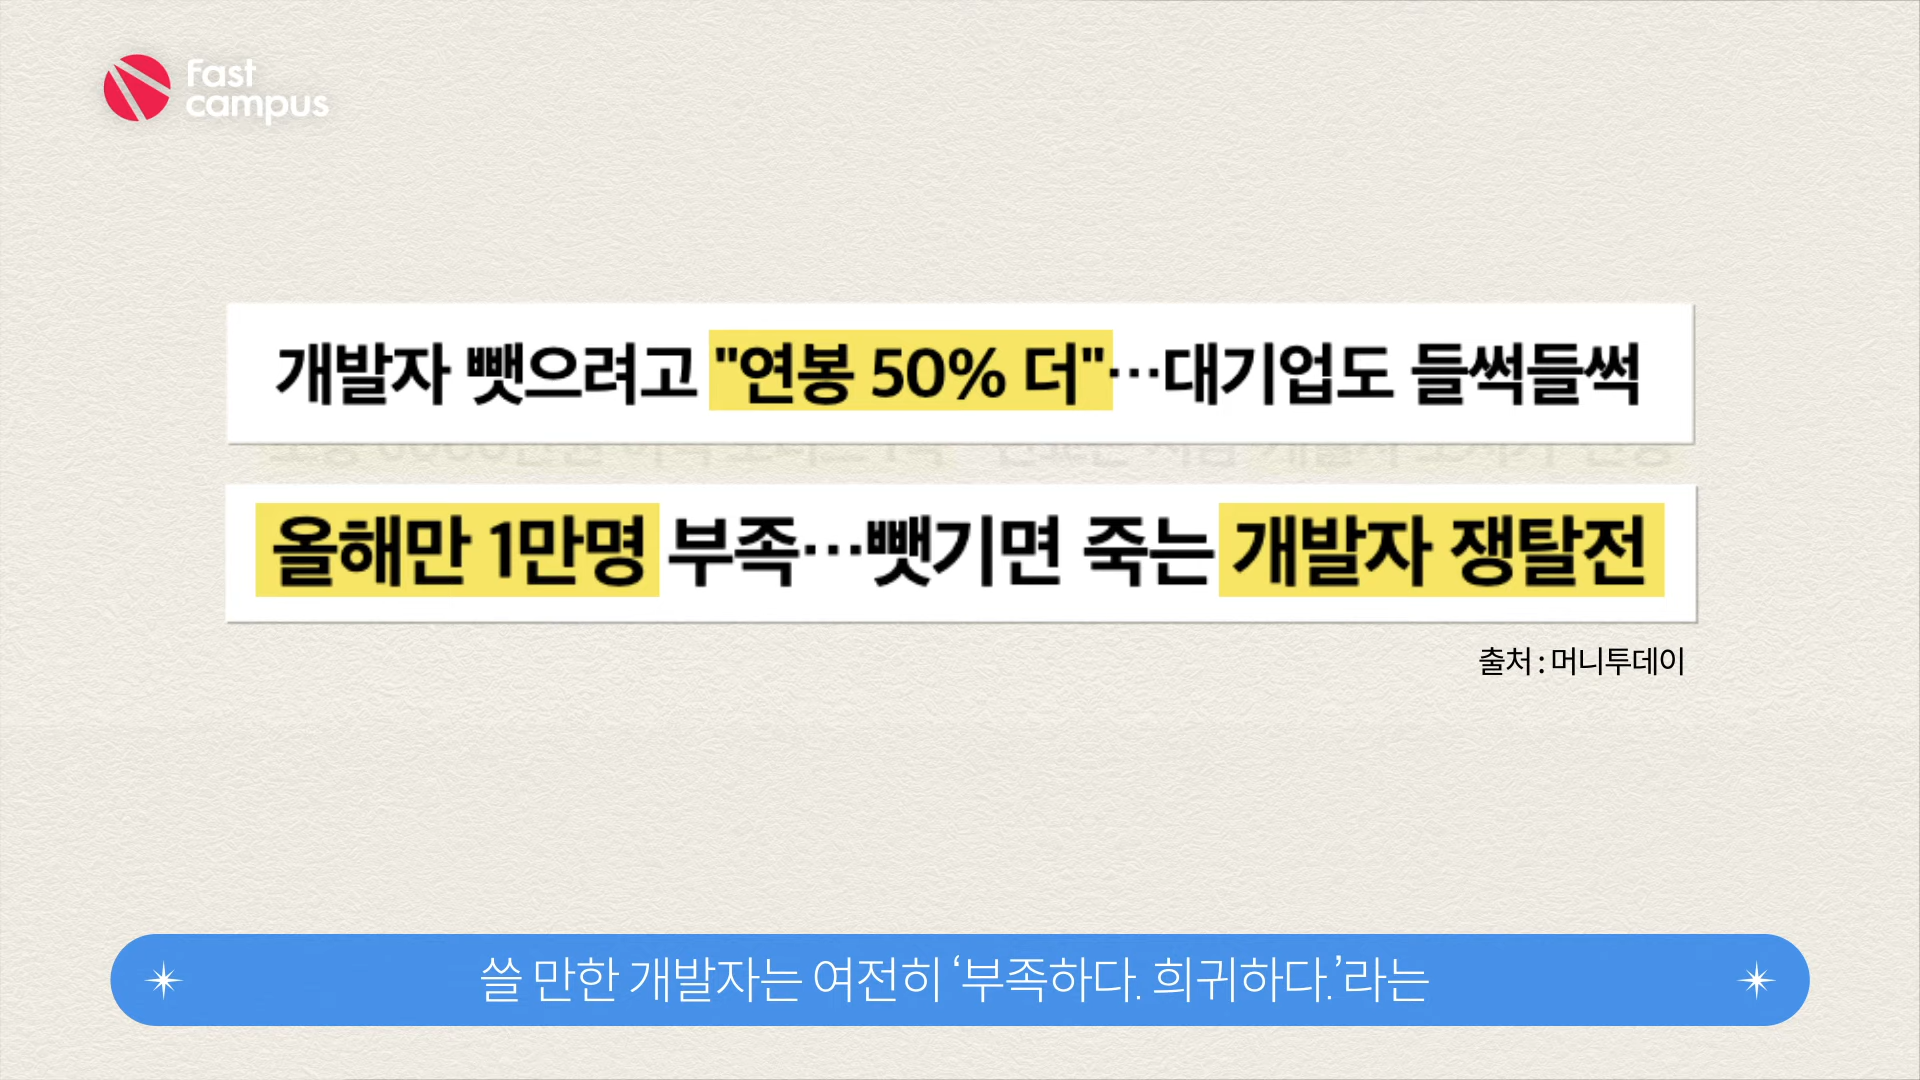 fast
campus
개발자 뺏으려고 "연봉 50% 더"…대기업도 들썩들썩
올해만 1만명 부족…뺏기면 죽는 개발자 쟁탈전
출처 : 머니투데이
쓸 만한 개발자는 여전히 ‘부족하다. 희귀하다.’라는